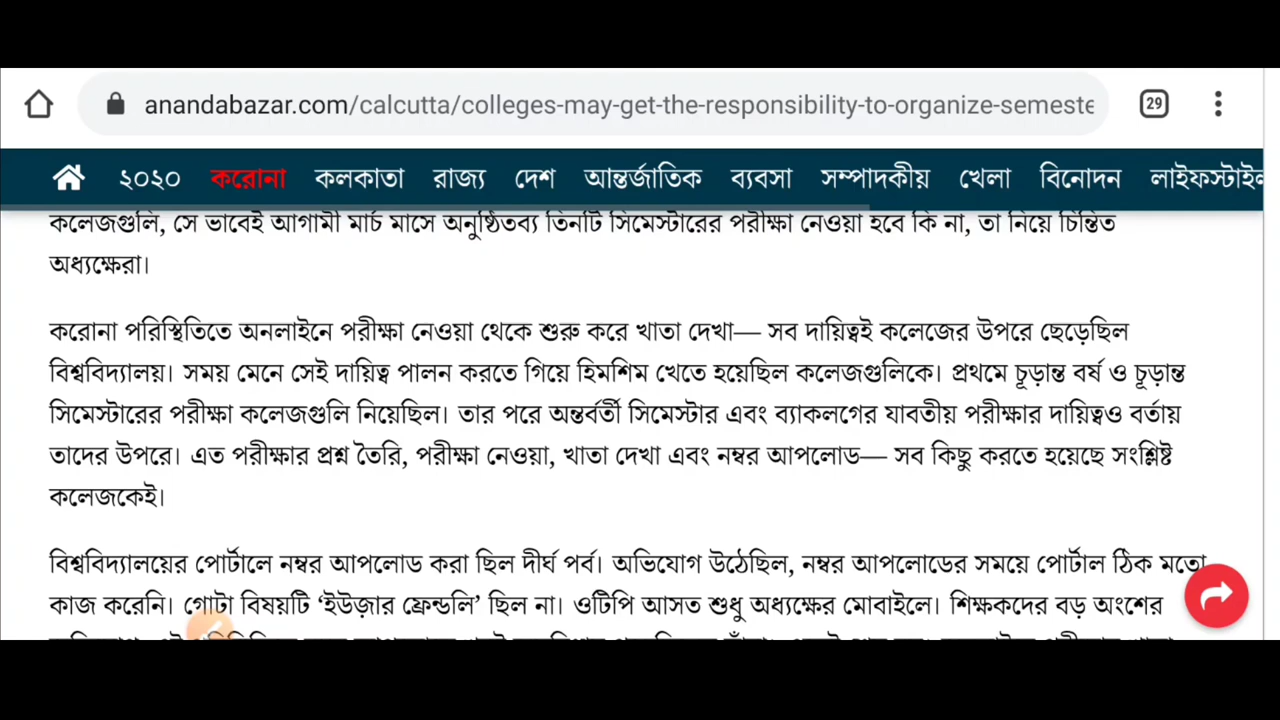 anandabazar.com/calcutta/colleges-may-get-the-responsibility-to-organize-semeste
29
২০২০ করোনা কলকাতা রাজ্য দেশ আন্তর্জাতিক ব্যবসা সম্পাদকীয় খেলা বিনোদন লাইফস্টাইল
কলেজগুলি, সে ভাবেই আগামী মার্চ মাসে অনুষ্ঠিতব্য তিনটি সিমেস্টারের পরীক্ষা নেওয়া হবে কি না, তা নিয়ে চিন্তিত
অধ্যক্ষেরা।
করোনা পরিস্থিতিতে অনলাইনে পরীক্ষা নেওয়া থেকে শুরু করে খাতা দেখা— সব দায়িত্বই কলেজের উপরে ছেড়েছিল
বিশ্ববিদ্যালয়। সময় মেনে সেই দায়িত্ব পালন করতে গিয়ে হিমশিম খেতে হয়েছিল কলেজগুলিকে। প্রথমে চূড়ান্ত বর্ষ ও চূড়ান্ত
সিমেস্টারের পরীক্ষা কলেজগুলি নিয়েছিল। তার পরে অন্তর্বর্তী সিমেস্টার এবং ব্যাকলগের যাবতীয় পরীক্ষার দায়িত্বও বর্তায়
তাদের উপরে। এত পরীক্ষার প্রশ্ন তৈরি, পরীক্ষা নেওয়া, খাতা দেখা এবং নম্বর আপলোড— সব কিছু করতে হয়েছে সংশ্লিষ্ট
কলেজকেই।
বিশ্ববিদ্যালয়ের পোর্টালে নম্বর আপলোড করা ছিল দীর্ঘ পর্ব। অভিযোগ উঠেছিল, নম্বর আপলোডের সময়ে পোর্টাল ঠিক মতো
কাজ করেনি। গোটা বিষয়টি ‘ইউজ়ার ফ্রেন্ডলি’ ছিল না। ওটিপি আসত শুধু অধ্যক্ষের মোবাইলে। শিক্ষকদের বড় অংশের